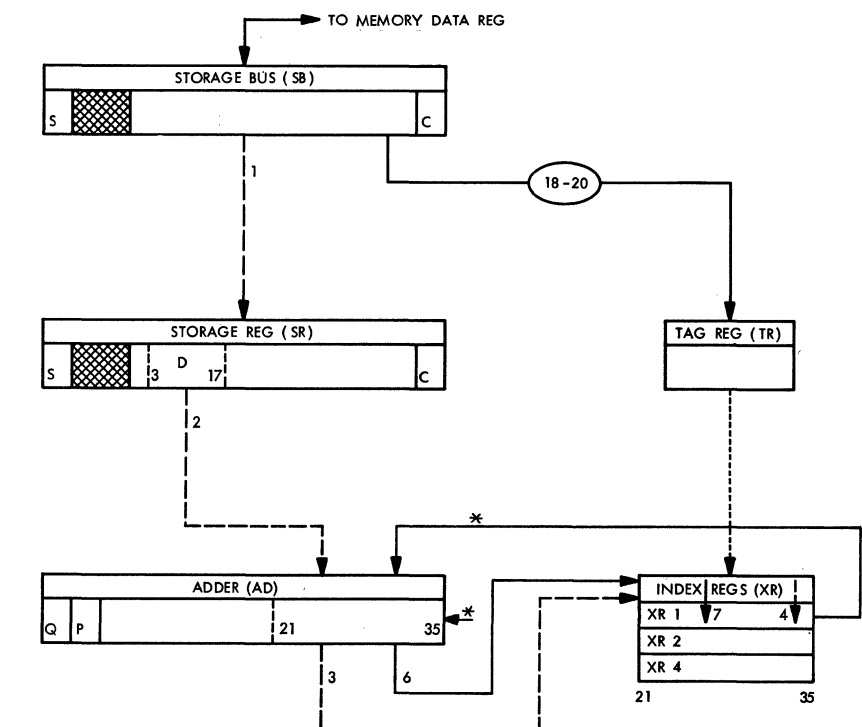 TO MEMORY DATA REG
STORAGE BUS (SB)
S
C
1
18-20
STORAGE REG (SR)
TAG REG (TR)
D
S
3
17
C
2
*
ADDER (AD)
INDEX REGS (XR)
*
XR 1
7
4
Q
P
21
35
XR 2
XR 4
3
6
21
35